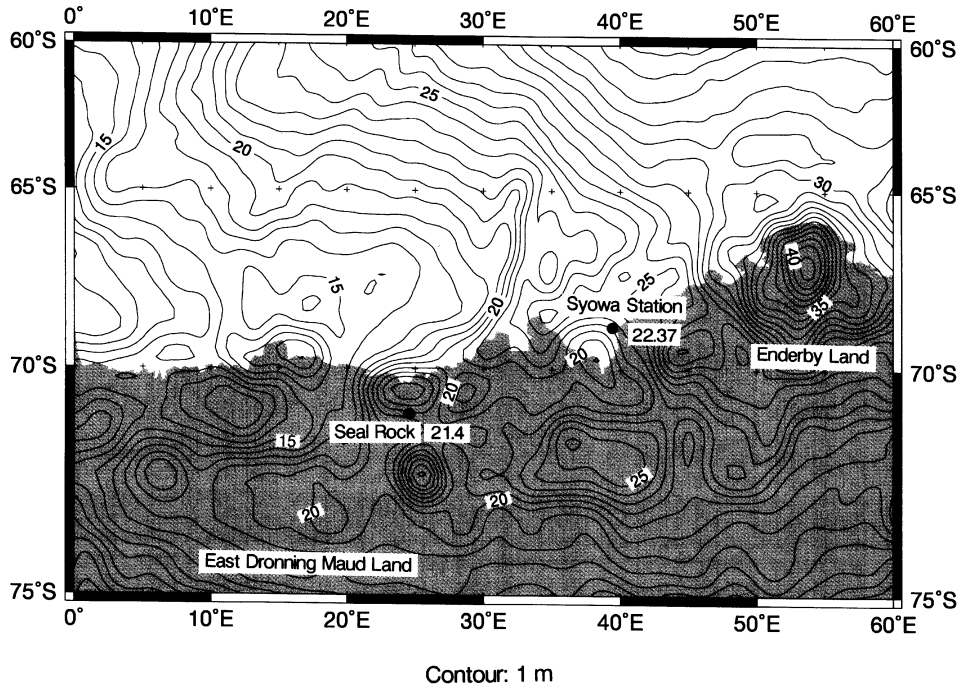 0° 10°E 20°E 30°E 40°E 50°E 60°E
60°S 60°S
25
15
20
30
65°S 65°S
40
25
15
Syowa Station
20
35
22.37
20
Enderby Land
70°S 70°S
20
Seal Rock 21.4
15
25
20
20
East Dronning Maud Land
75°S 75°S
0° 10°E 20°E 30°E 40°E 50°E 60°E
Contour: 1 m